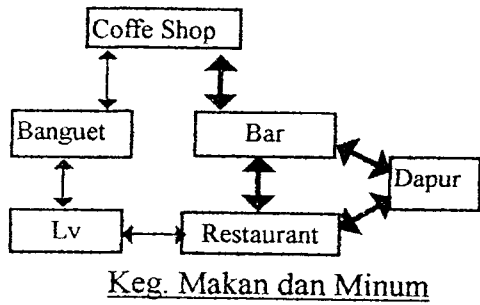 Coffe Shop
Banguet
Bar
Dapur
Lv
Restaurant
Keg. Makan dan Minum